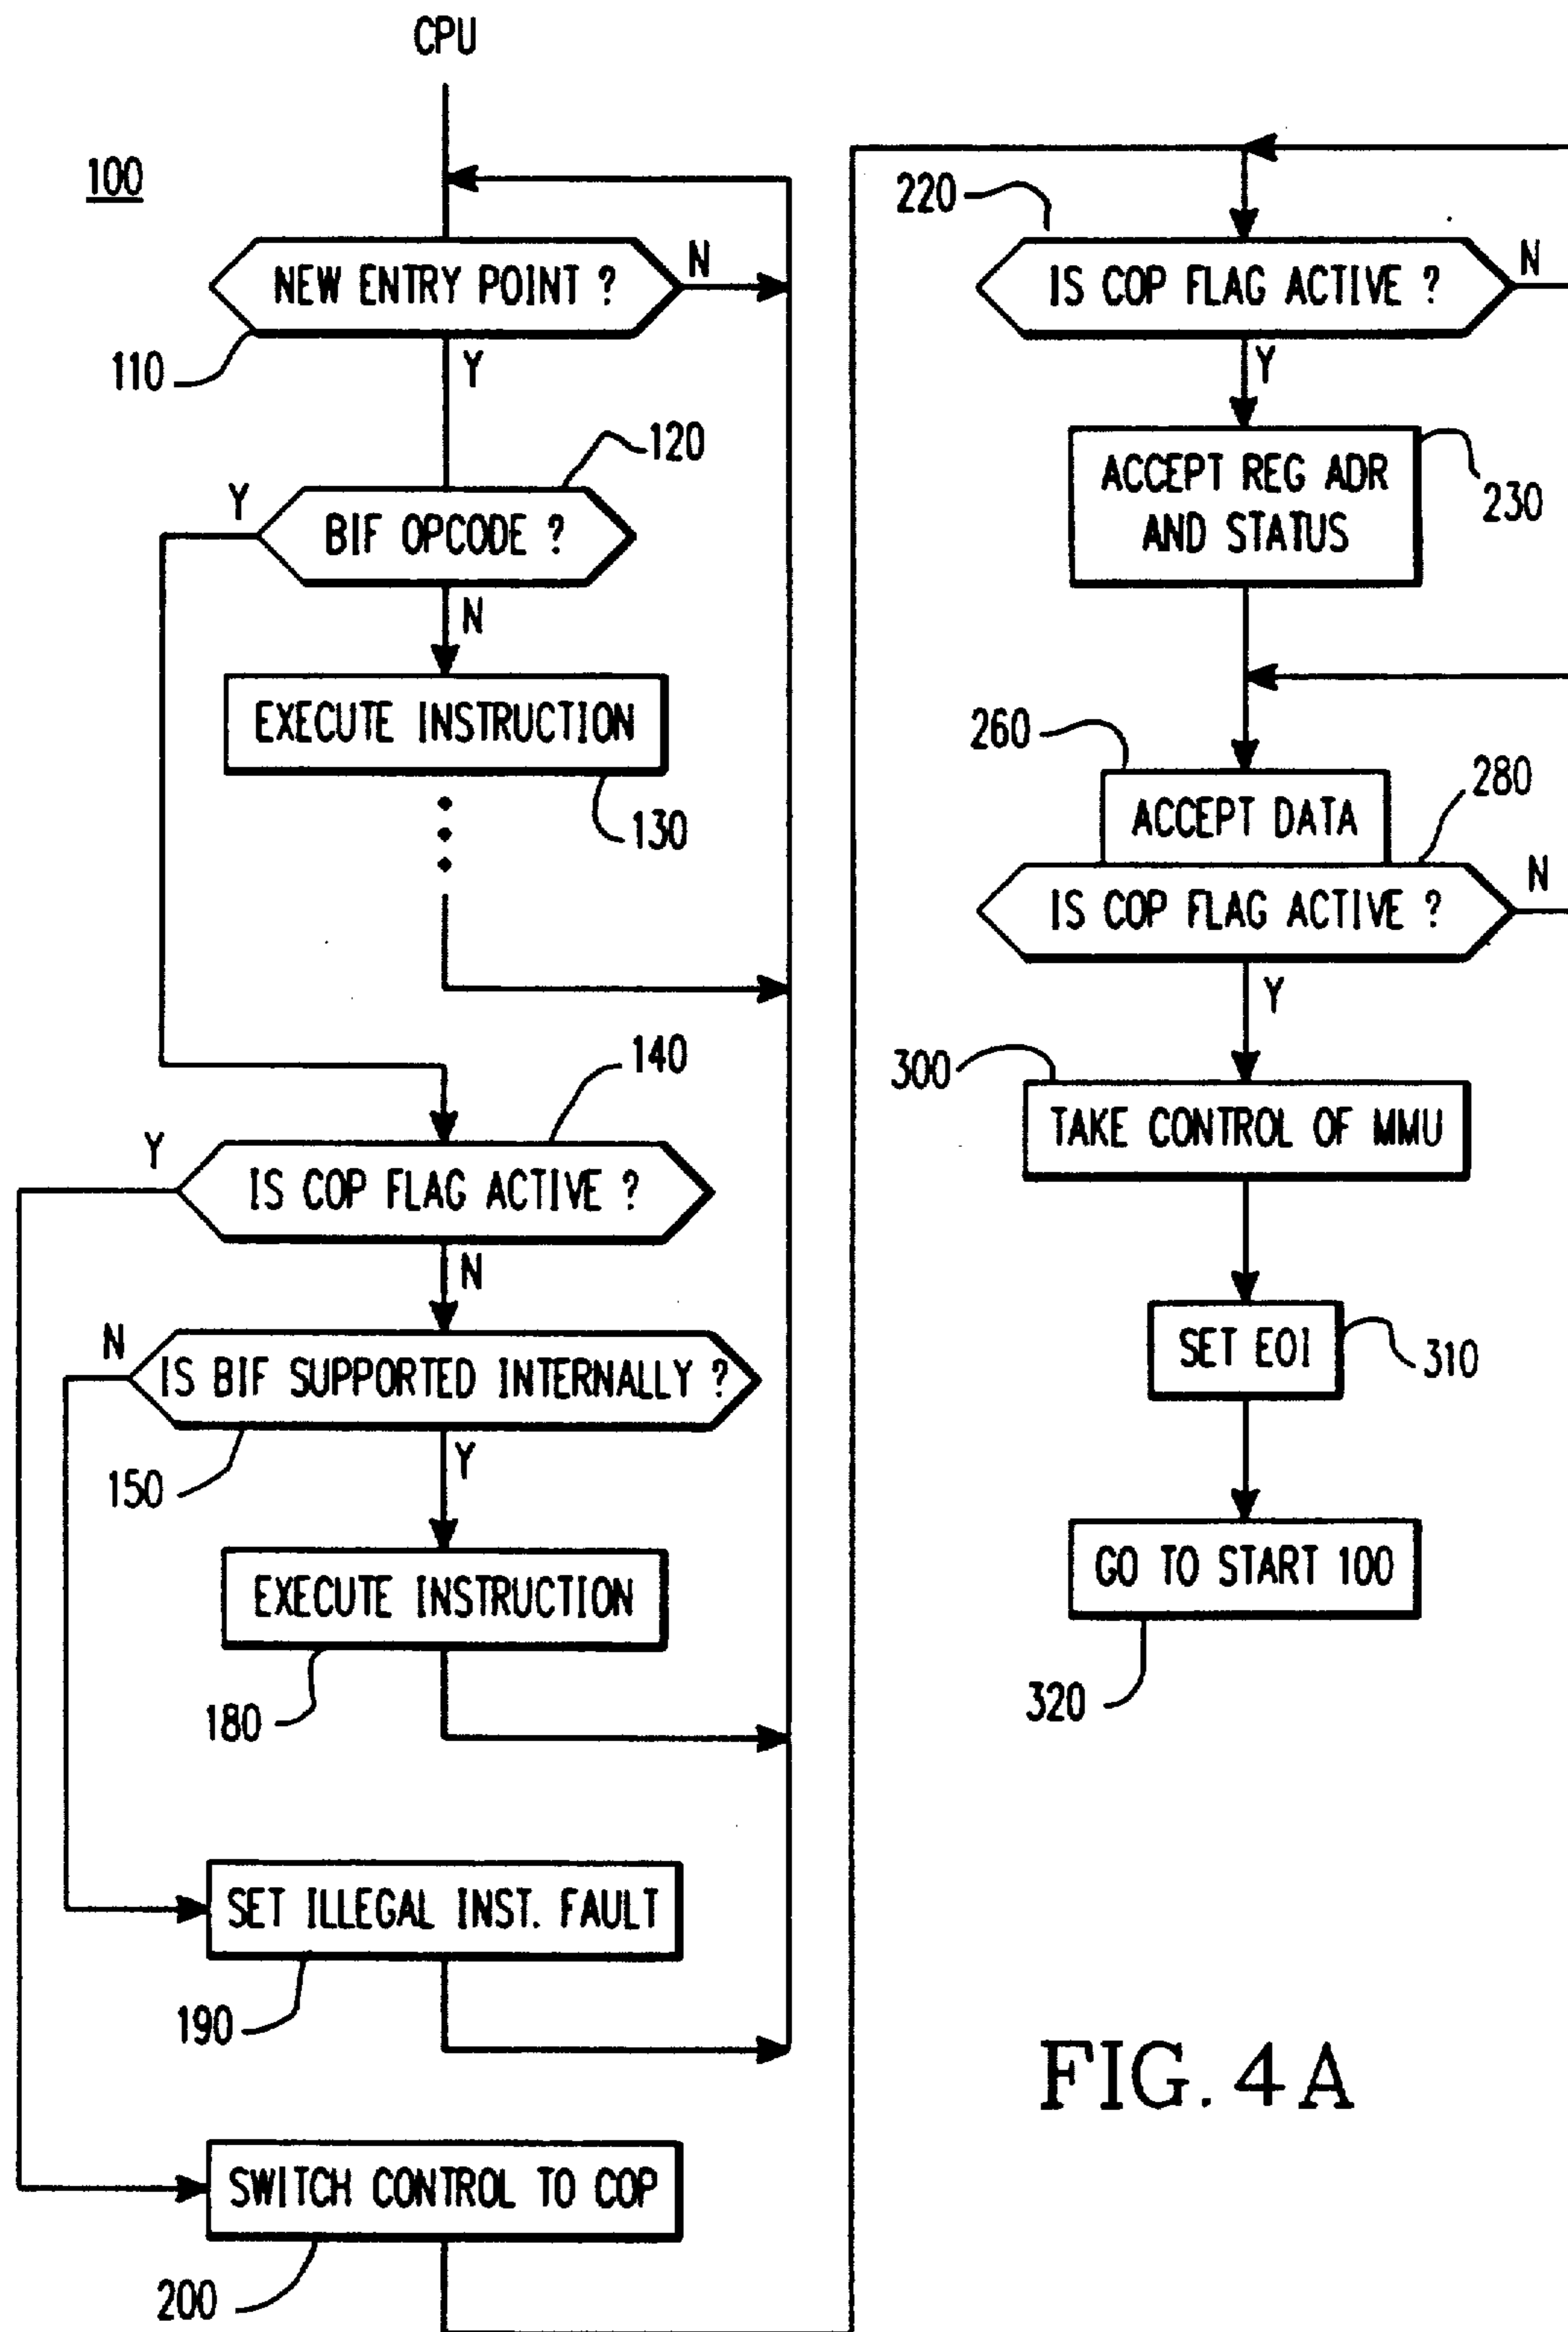 CPU
100
NEW ENTRY POINT ?
N
110
Y
120
Y
BIF OPCODE ?
N
EXECUTE INSTRUCTION
130
140
Y
IS COP FLAG ACTIVE ?
N
N
IS BIF SUPPORTED INTERNALLY ?
150
Y
EXECUTE INSTRUCTION
180
SET ILLEGAL INST. FAULT
190
SWITCH CONTROL TO COP
200
220
IS COP FLAG ACTIVE ?
N
Y
ACCEPT REG ADR
AND STATUS
230
260
ACCEPT DATA
280
IS COP FLAG ACTIVE ?
N
Y
300
TAKE CONTROL OF MMU
SET EOI
310
GO TO START 100
320
FIG. 4A